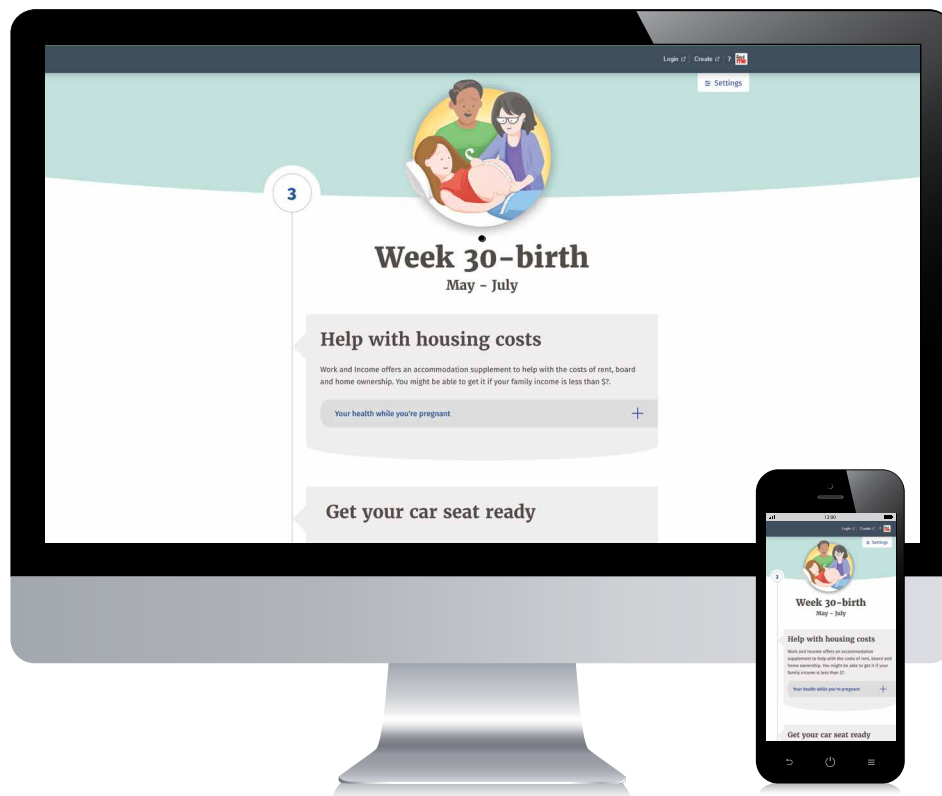 Login Create ?
Real me
Settings
3
Week 30-birth
May - July
Help with housing costs
Work and Income offers an accommodation supplement to help with the costs of rent, board
and home ownership. You might be able to get it if your family income is less than $?.
Your health while you're pregnant
Get your car seat ready
12:00
Login Create ?
Settings
3
Week 30-birth
May - July
Help with housing costs
Work and Income offers an accommodation
supplement to help with the costs of rent, board and
home ownership. You might be able to get it if your
family income is less than $?.
Your health while you're pregnant
Get your car seat ready